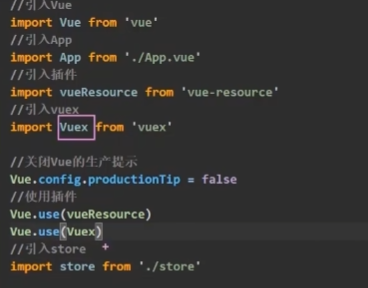 //引入Vue
import Vue from 'vue'
//引入App
import App from './App.vue'
//引入插件
import vueResource from 'vue-resource'
//引入vuex
import Vuex from 'vuex'
//关闭Vue的生产提示
Vue.config.productionTip = false
//使用插件
Vue.use(vueResource)
Vue.use(Vuex)
//引入store
import store from './store'